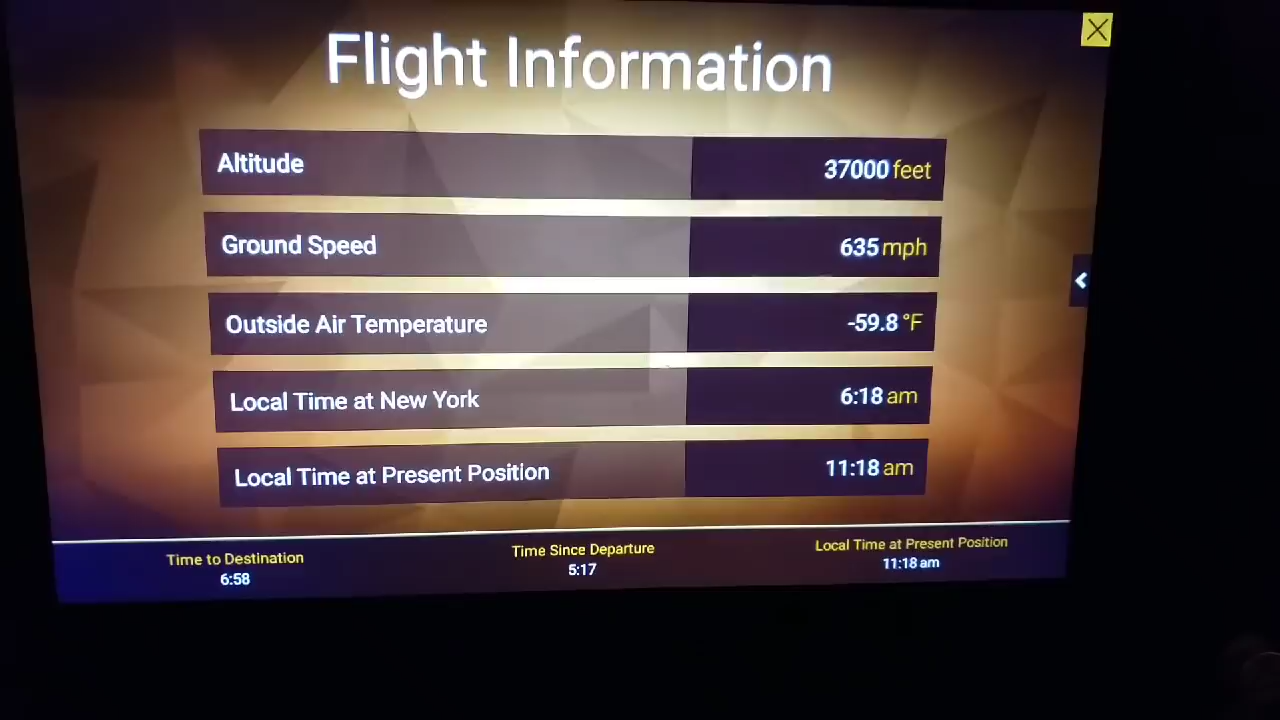 Flight Information
Altitude 37000 feet
Ground Speed 635 mph
Outside Air Temperature -59.8 °F
Local Time at New York 6:18 am
Local Time at Present Position 11:18 am
Time to Destination Time Since Departure Local Time at Present Position
6:58 5:17 11:18 am